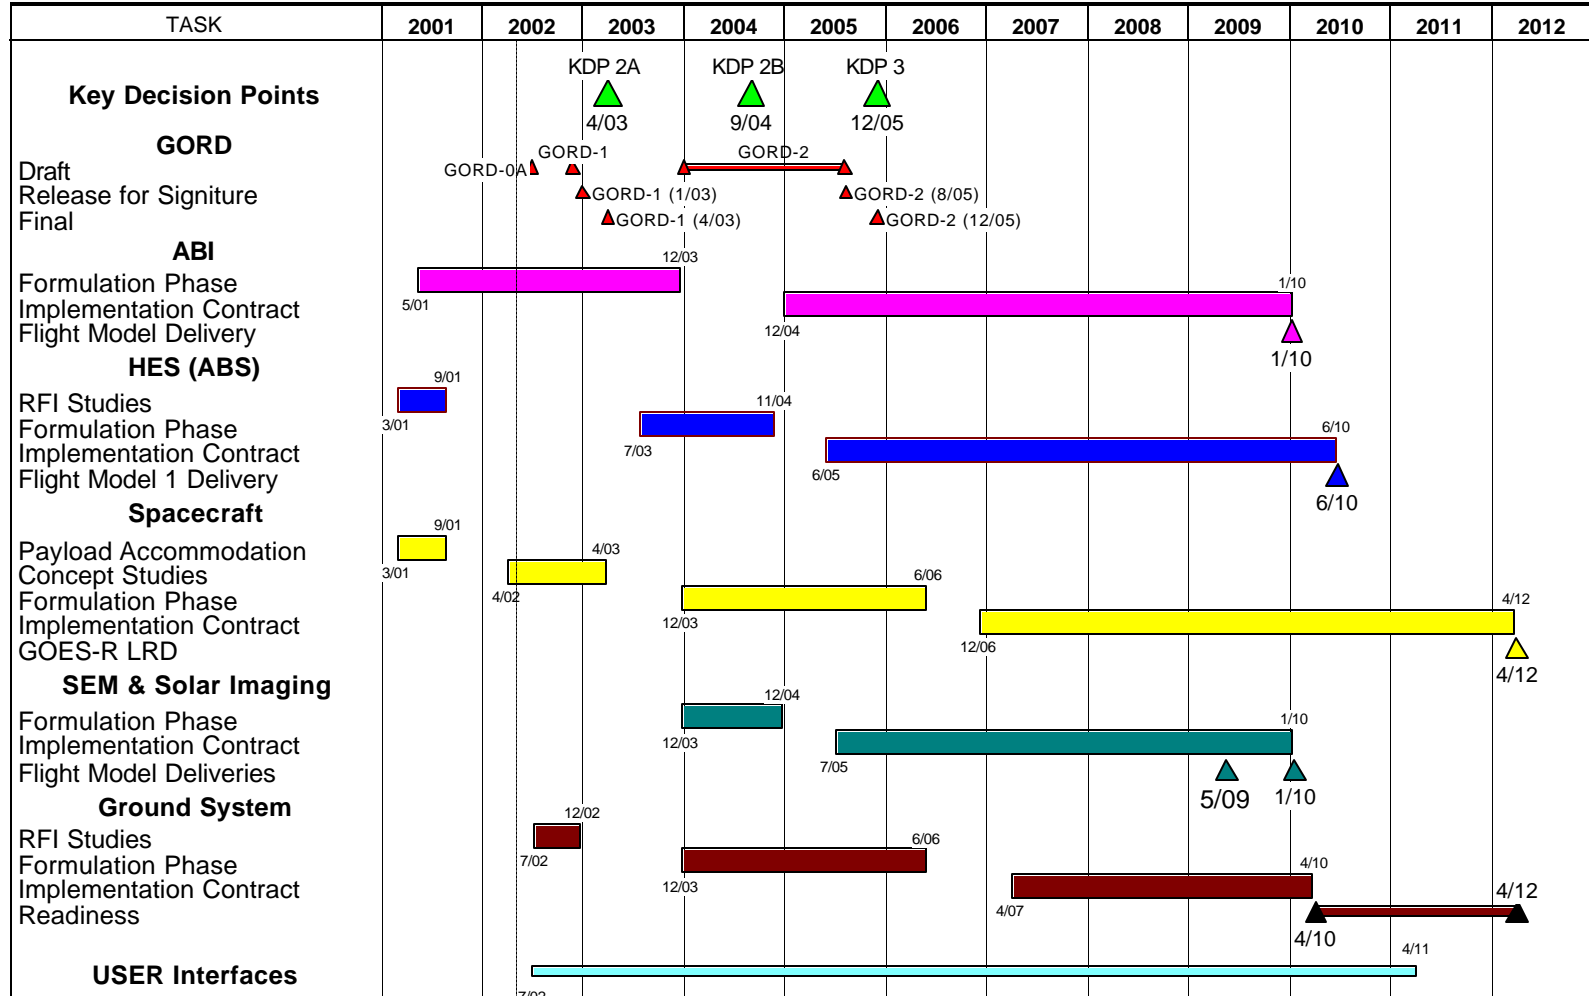 TASK 2001 2002 2003 2004 2005 2006 2007 2008 2009 2010 2011 2012
KDP 2A KDP 2B KDP 3
Key Decision Points
4/03 9/04 12/05
GORD
GORD-1 GORD-2
Draft GORD-0A
Release for Signiture GORD-1 (1/03) GORD-2 (8/05)
Final GORD-1 (4/03) GORD-2 (12/05)
ABI
12/03
Formulation Phase 1/10
5/01
Implementation Contract
Flight Model Delivery 12/04
1/10
HES (ABS)
9/01
RFI Studies 11/04
3/01
Formulation Phase 6/10
7/03
Implementation Contract
6/05
Flight Model 1 Delivery
6/10
Spacecraft
9/01
Payload Accommodation 4/03
3/01
Concept Studies 6/06
4/02
Formulation Phase 4/12
12/03
Implementation Contract
12/06
GOES-R LRD
4/12
SEM & Solar Imaging
12/04
Formulation Phase 1/10
12/03
Implementation Contract
7/05
Flight Model Deliveries
5/09 1/10
Ground System
12/02
RFI Studies 6/06
7/02
Formulation Phase 4/10
12/03
Implementation Contract 4/12
4/07
Readiness
4/10
4/11
USER Interfaces